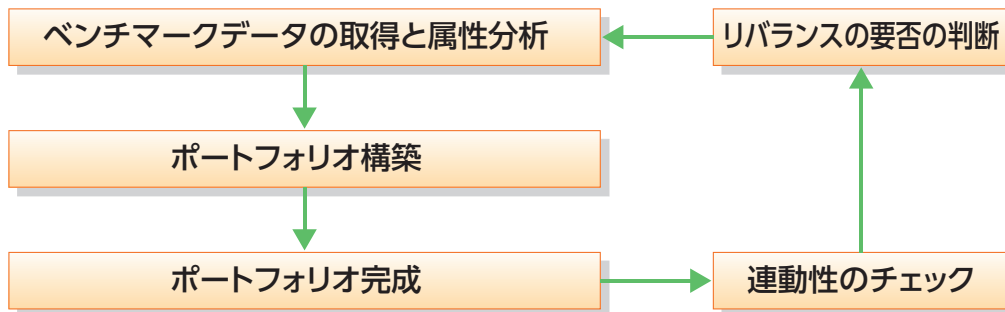 ベンチマークデータの取得と属性分析
リバランスの要否の判断
ポートフォリオ構築
ポートフォリオ完成
連動性のチェック